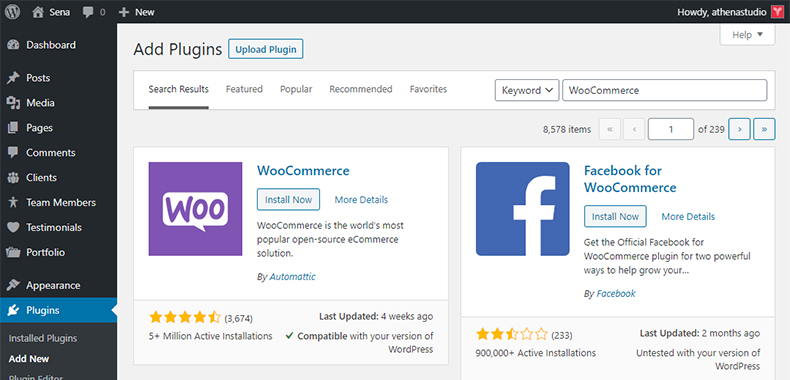 Sena 0 New Howdy, athenastudio
Dashboard
Posts
Media
Pages
Comments
Clients
Team Members
Testimonials
Portfolio
Appearance
Plugins
Installed Plugins
Add New
Plugin Editor
Help
Add Plugins Upload Plugin
Search Results Featured Popular Recommended Favorites Keyword WooCommerce
8,578 items « ‹ 1 of 239 › »
WOO
WooCommerce
Install Now More Details
WooCommerce is the world's most
popular open-source eCommerce
solution.
By Automattic
(3,674) Last Updated: 4 weeks ago
5+ Million Active Installations Compatible with your version of
WordPress
f
Facebook for
WooCommerce
Install Now More Details
Get the Official Facebook for
WooCommerce plugin for two powerful
ways to help grow your...
By Facebook
(233) Last Updated: 2 months ago
900,000+ Active Installations Untested with your version of
WordPress